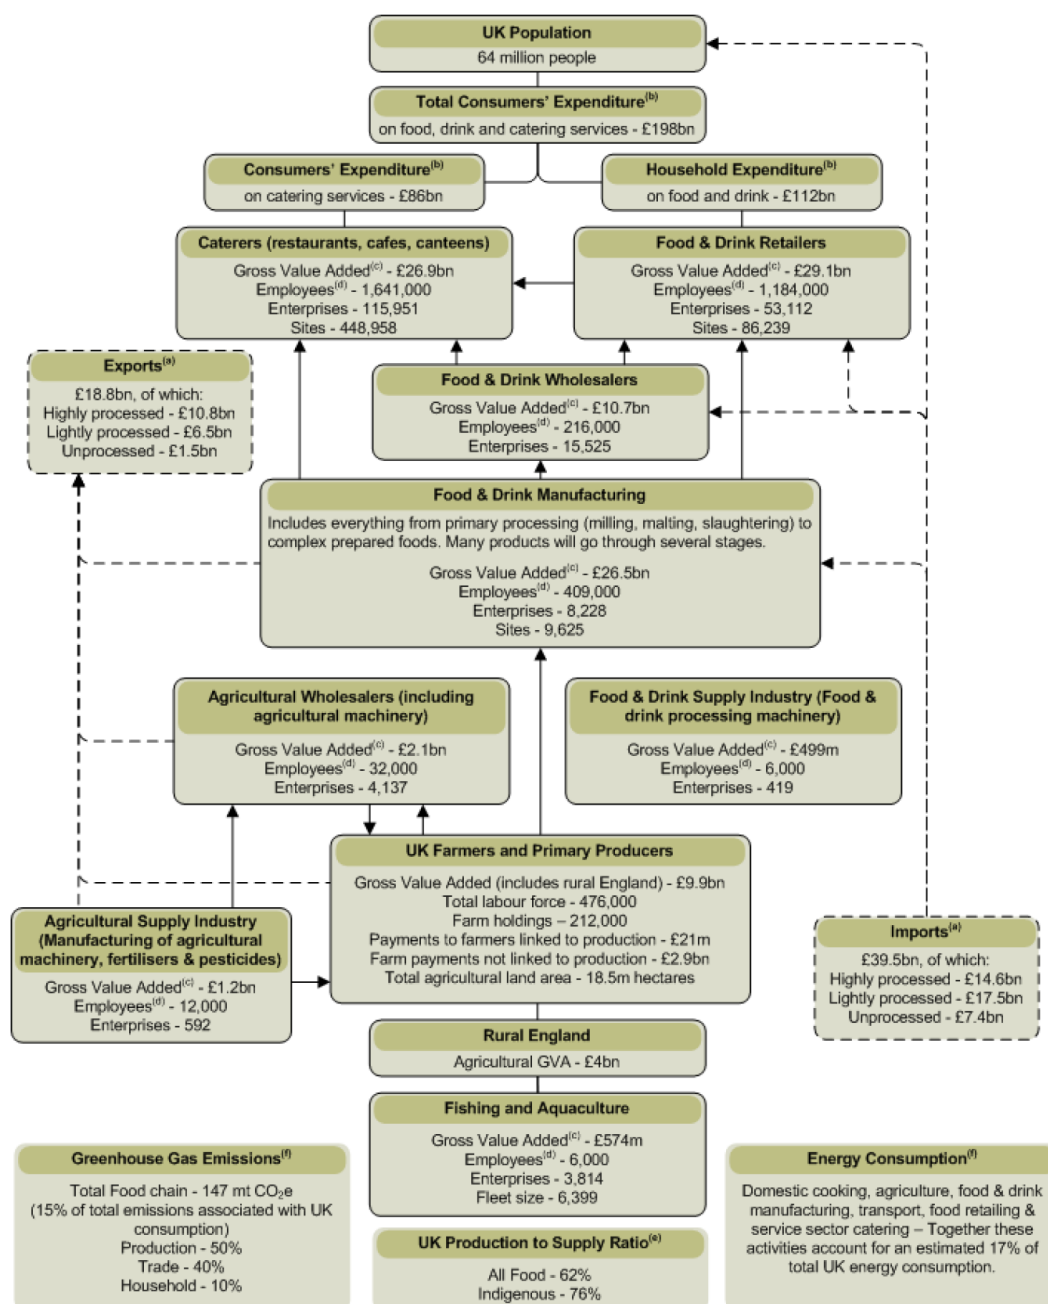 UK Population
64 million people
Total Consumers' Expenditure(b)
on food, drink and catering services - £198bn
Consumers' Expenditure(b)
on catering services - £86bn
Household Expenditure(b)
on food and drink - £112bn
Caterers (restaurants, cafes, canteens)
Gross Value Added(c) - £26.9bn
Employees(d) - 1,641,000
Enterprises - 115,951
Sites - 448,958
Food & Drink Retailers
Gross Value Added(c) - £29.1bn
Employees(d) - 1,184,000
Enterprises - 53,112
Sites - 86,239
Exports(a)
£18.8bn, of which:
Highly processed - £10.8bn
Lightly processed - £6.5bn
Unprocessed - £1.5bn
Food & Drink Wholesalers
Gross Value Added(c) - £10.7bn
Employees(d) - 216,000
Enterprises - 15,525
Food & Drink Manufacturing
Includes everything from primary processing (milling, malting, slaughtering) to
complex prepared foods. Many products will go through several stages.
Gross Value Added(c) - £26.5bn
Employees(d) - 409,000
Enterprises - 8,228
Sites - 9,625
Agricultural Wholesalers (including
agricultural machinery)
Gross Value Added(c) - £2.1bn
Employees(d) - 32,000
Enterprises - 4,137
Food & Drink Supply Industry (Food &
drink processing machinery)
Gross Value Added(c) - £499m
Employees(d) - 6,000
Enterprises - 419
UK Farmers and Primary Producers
Gross Value Added (includes rural England) - £9.9bn
Total labour force - 476,000
Farm holdings – 212,000
Payments to farmers linked to production - £21m
Farm payments not linked to production - £2.9bn
Total agricultural land area - 18.5m hectares
Agricultural Supply Industry
(Manufacturing of agricultural
machinery, fertilisers & pesticides)
Gross Value Added(c) - £1.2bn
Employees(d) - 12,000
Enterprises - 592
Imports(a)
£39.5bn, of which:
Highly processed - £14.6bn
Lightly processed - £17.5bn
Unprocessed - £7.4bn
Rural England
Agricultural GVA - £4bn
Fishing and Aquaculture
Gross Value Added(c) - £574m
Employees(d) - 6,000
Enterprises - 3,814
Fleet size - 6,399
Greenhouse Gas Emissions(f)
Total Food chain - 147 mt CO2e
(15% of total emissions associated with UK
consumption)
Production - 50%
Trade - 40%
Household - 10%
UK Production to Supply Ratio(e)
All Food - 62%
Indigenous - 76%
Energy Consumption(f)
Domestic cooking, agriculture, food & drink
manufacturing, transport, food retailing &
service sector catering – Together these
activities account for an estimated 17% of
total UK energy consumption.